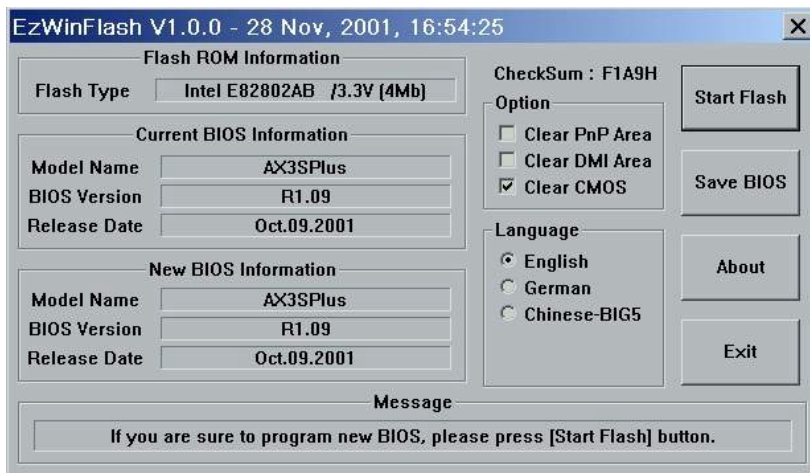 EzWinFlash V1.0.0 - 28 Nov, 2001, 16:54:25
Flash ROM Information
Flash Type Intel E82802AB /3.3V (4Mb)
Current BIOS Information
Model Name AX3SPlus
BIOS Version R1.09
Release Date Oct.09.2001
New BIOS Information
Model Name AX3SPlus
BIOS Version R1.09
Release Date Oct.09.2001
CheckSum : F1A9H
Option
Clear PnP Area
Clear DMI Area
Clear CMOS
Language
English
German
Chinese-BIG5
Start Flash
Save BIOS
About
Exit
Message
If you are sure to program new BIOS, please press [Start Flash] button.